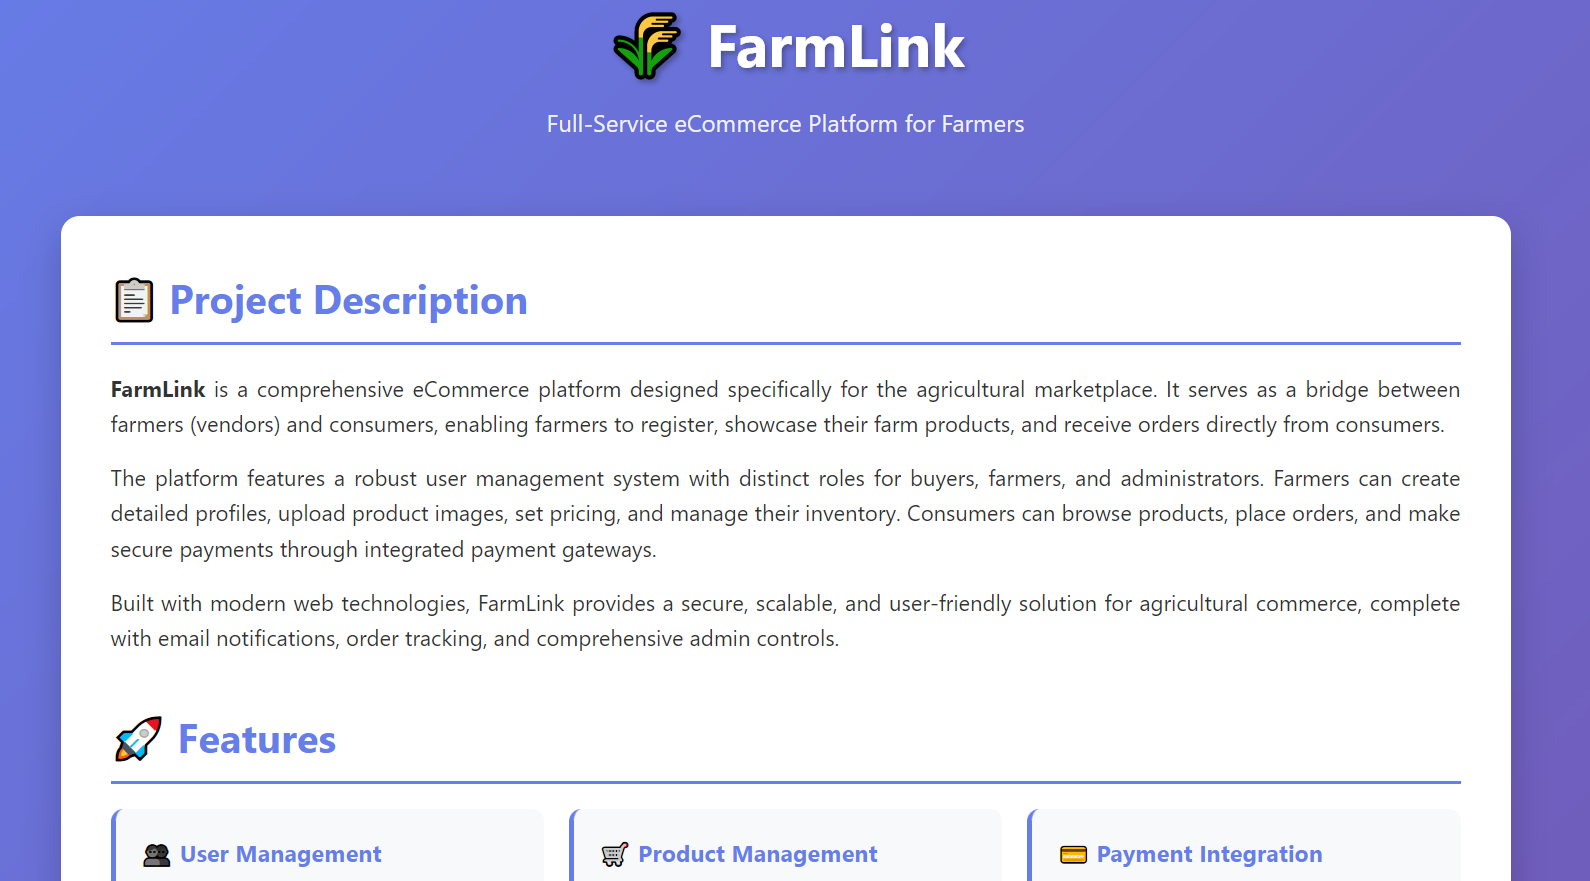 FarmLink
Full-Service eCommerce Platform for Farmers
Project Description
FarmLink is a comprehensive eCommerce platform designed specifically for the agricultural marketplace. It serves as a bridge between
farmers (vendors) and consumers, enabling farmers to register, showcase their farm products, and receive orders directly from consumers.
The platform features a robust user management system with distinct roles for buyers, farmers, and administrators. Farmers can create
detailed profiles, upload product images, set pricing, and manage their inventory. Consumers can browse products, place orders, and make
secure payments through integrated payment gateways.
Built with modern web technologies, FarmLink provides a secure, scalable, and user-friendly solution for agricultural commerce, complete
with email notifications, order tracking, and comprehensive admin controls.
Features
User Management
Product Management
Payment Integration